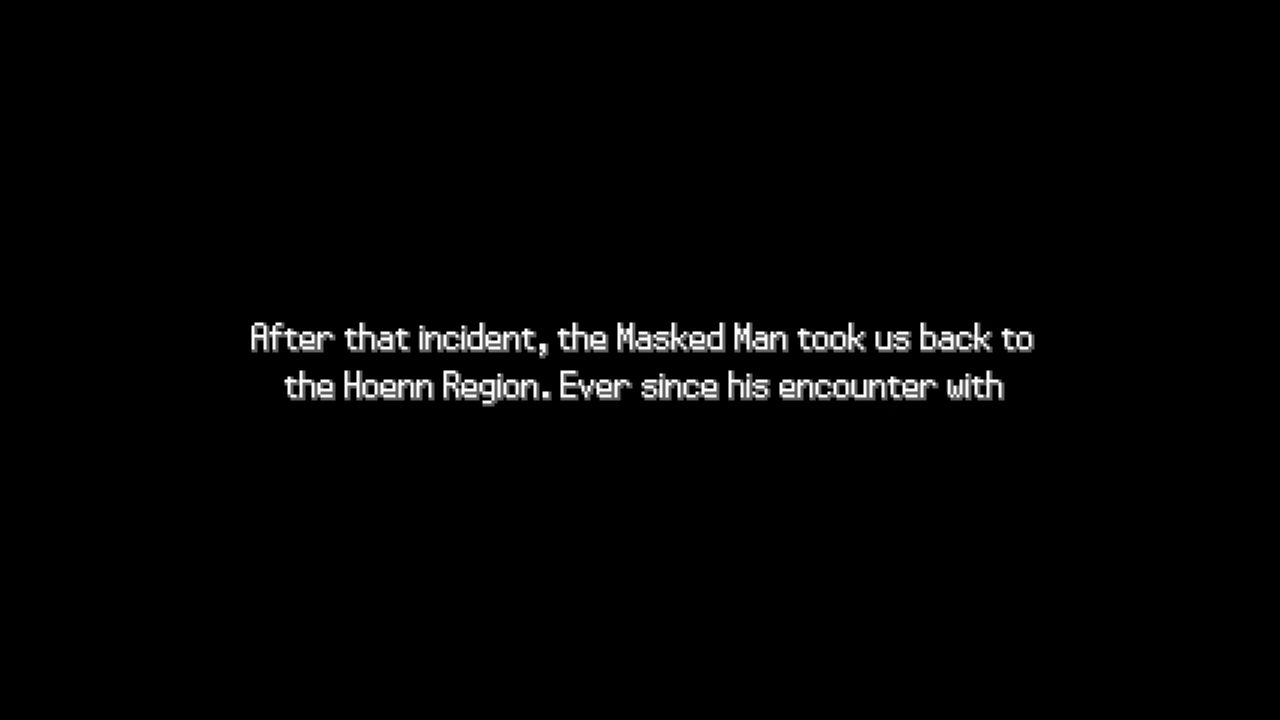 After that incident, the Masked Man took us back to
the Hoenn Region. Ever since his encounter with